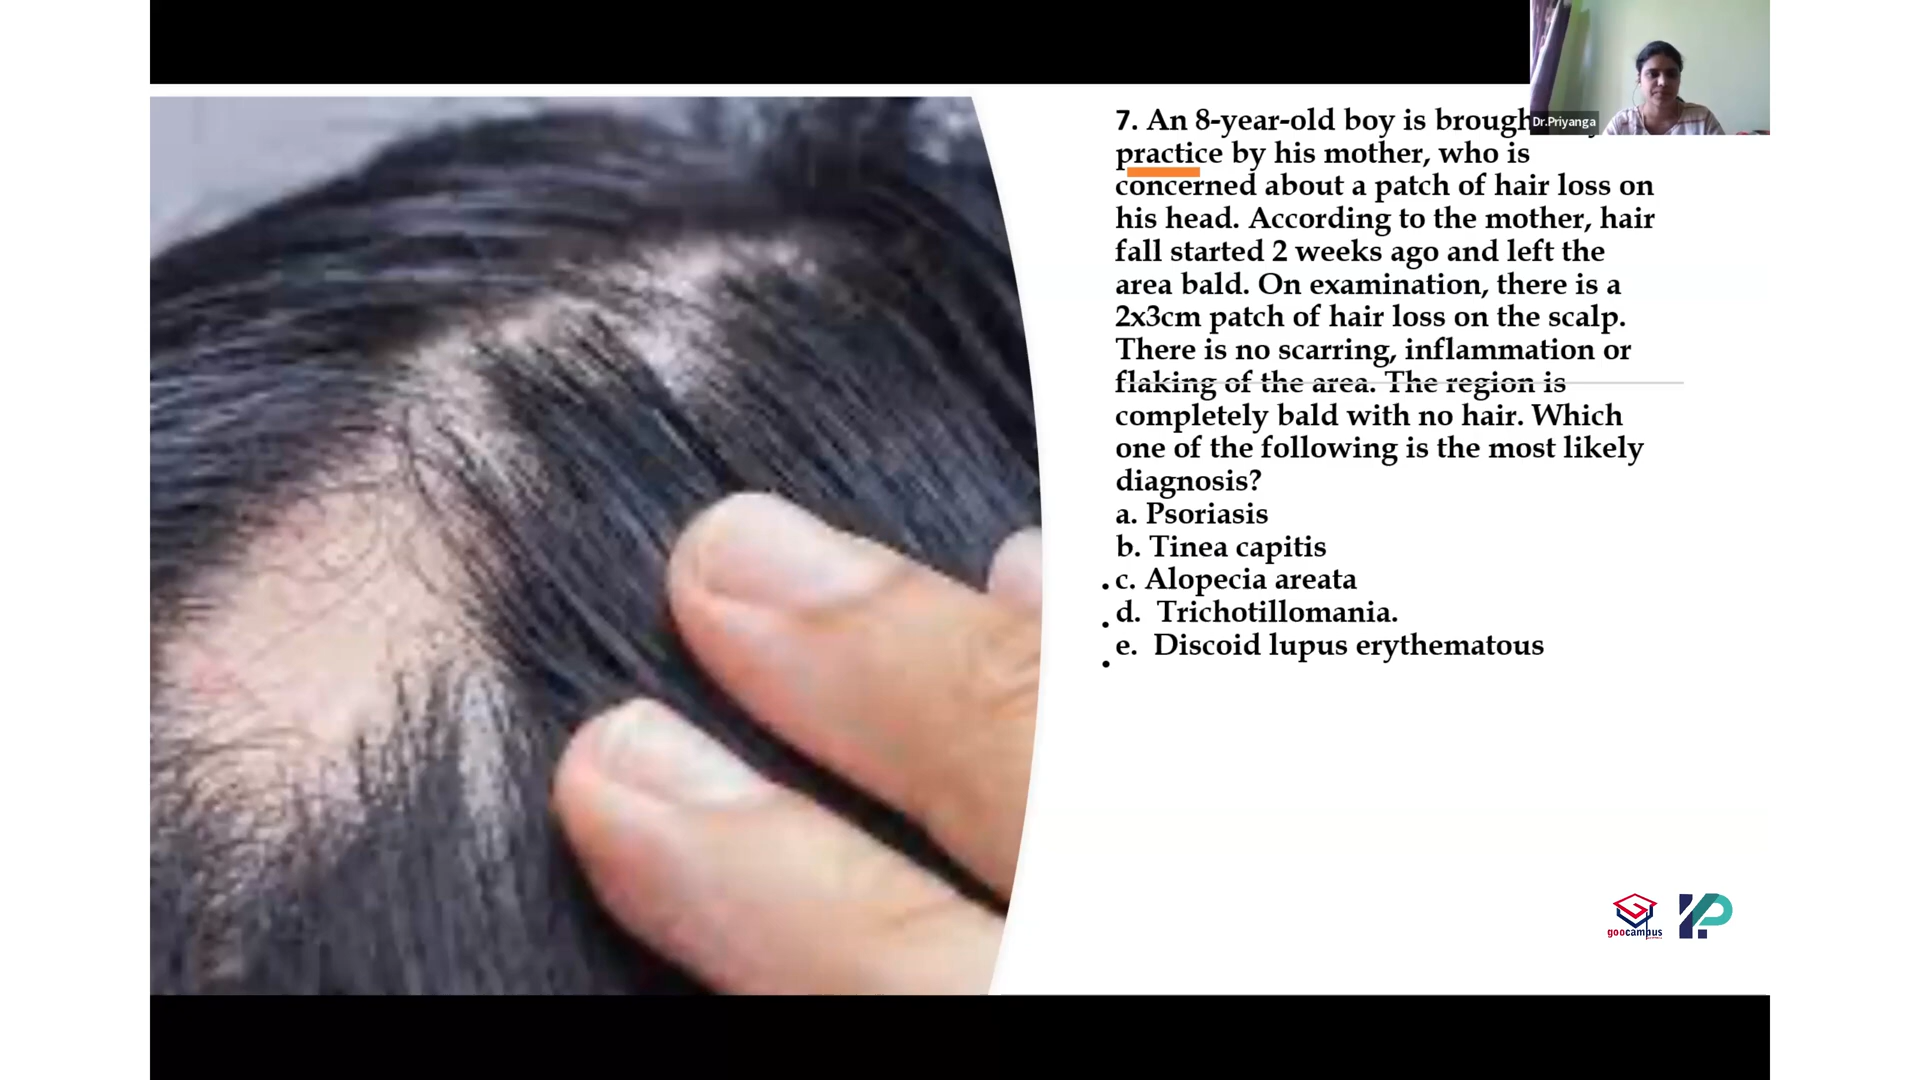 Dr.Priyanga
7. An 8-year-old boy is brough
practice by his mother, who is
concerned about a patch of hair loss on
his head. According to the mother, hair
fall started 2 weeks ago and left the
area bald. On examination, there is a
2x3cm patch of hair loss on the scalp.
There is no scarring, inflammation or
flaking of the area. The region is
completely bald with no hair. Which
one of the following is the most likely
diagnosis?
a. Psoriasis
b. Tinea capitis
c. Alopecia areata
d. Trichotillomania.
e. Discoid lupus erythematous
goocampus